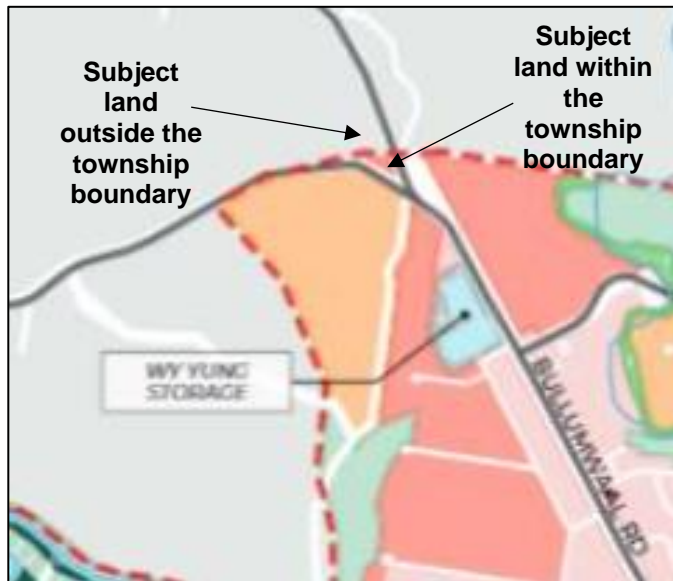 Subject
land
outside the
township
boundary
Subject
land within
the
township
boundary
WY YUNG
STORAGE
BULLUMWAAL RD